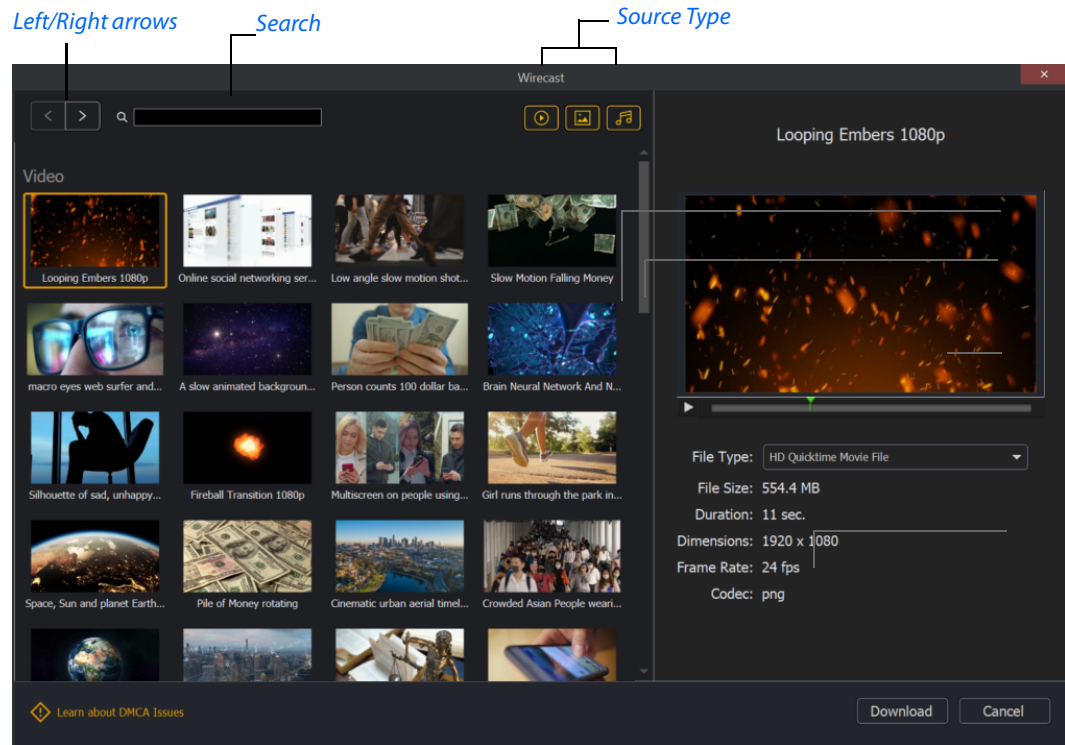 Left/Right arrows
Search
Source Type
Wirecast
Looping Embers 1080p
Video
Looping Embers 1080p
Online social networking ser...
Low angle slow motion shot...
Slow Motion Falling Money
macro eyes web surfer and...
A slow animated backgroun...
Person counts 100 dollar ba...
Brain Neural Network And N...
Silhouette of sad, unhappy...
Fireball Transition 1080p
Multiscreen on people using...
Girl runs through the park in...
Space, Sun and planet Earth...
Pile of Money rotating
Cinematic urban aerial timel...
Crowded Asian People weari...
File Type: HD Quicktime Movie File
File Size: 554.4 MB
Duration: 11 sec.
Dimensions: 1920 x 1080
Frame Rate: 24 fps
Codec: png
Learn about DMCA Issues
Download
Cancel